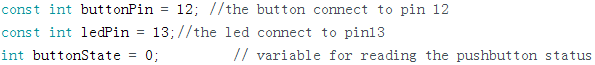 const int buttonPin = 12; //the button connect to pin 12
const int ledPin = 13;//the led connect to pin13
int buttonState = 0;         // variable for reading the pushbutton status